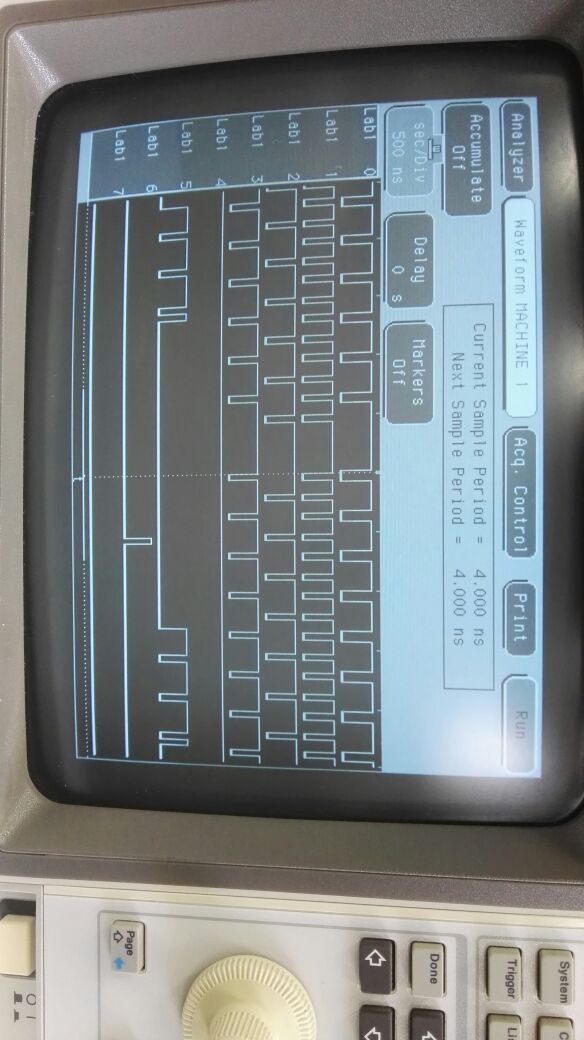 Analyzer Waveform MACHINE 1 Acq. Control Print Run
Accumulate
Off
Current Sample Period = 4.000 ns
Next Sample Period = 4.000 ns
sec/Div
500 ns
Delay
0 s
Markers
Off
Lab1 0
Lab1 1
Lab1 2
Lab1 3
Lab1 4
Lab1 5
Lab1 6
Lab1 7
t
System
Trigger
Done
Page